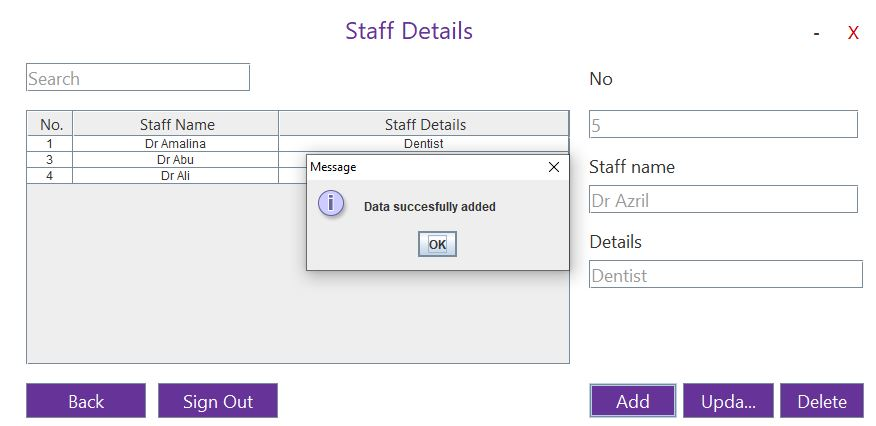 Staff Details
- X
Search
No
No. Staff Name Staff Details
5
1 Dr Amalina Dentist
3 Dr Abu
4 Dr Ali
Message
Staff name
i
Data succesfully added
Dr Azril
OK
Details
Dentist
Back Sign Out Add Upda... Delete